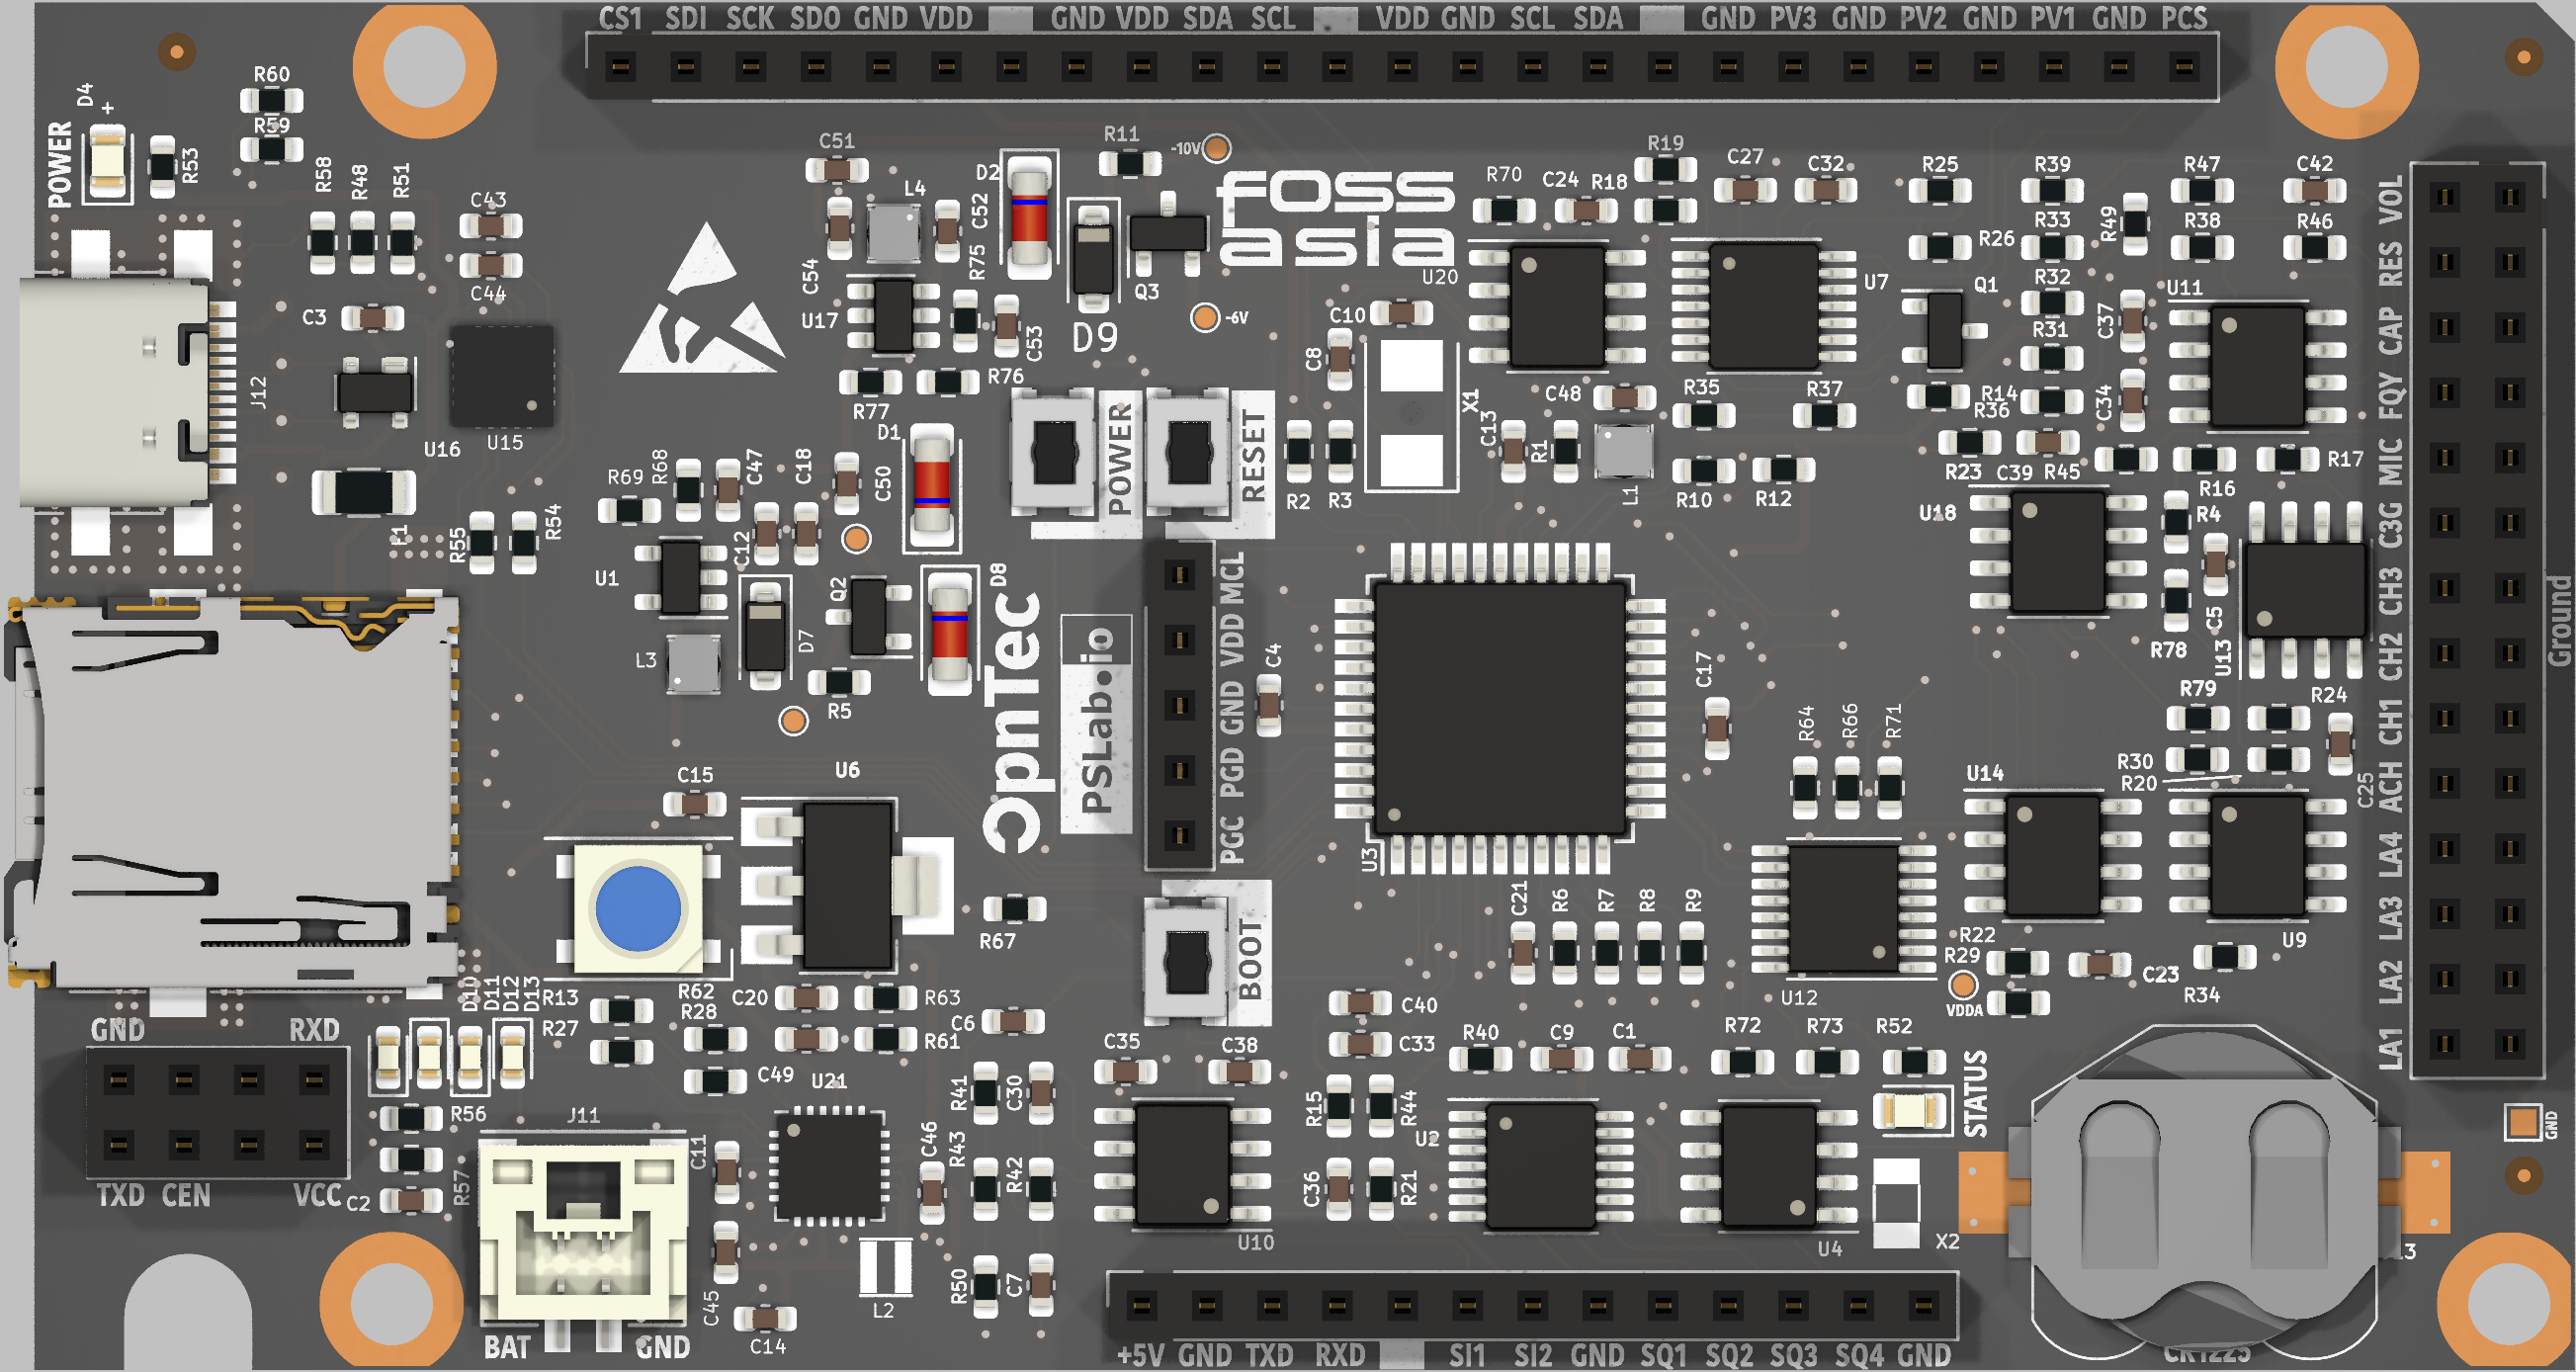 CS1 SDI SCK SDO GND VDD GND VDD SDA SCL VDD GND SCL SDA GND PV3 GND PV2 GND PV1 GND PCS
D4
+
POWER
R60
R59
R53
R58
R48
R51
C43
C44
C3
J12
U16
U15
R55
R54
C51
L4
C54
C52
R75
U17
C53
R77
R76
D2
D9
Q3
R11
-10V
-6V
foss
asia
POWER
RESET
R69
R68
C47
C18
C50
D1
C12
U1
L3
D7
Q2
R5
D8
OpnTec
PSLab.io
MCL
VDD
GND
PGD
PGC
C4
C15
U6
R67
BOOT
R2
R3
C8
C10
X1
U20
R70
C24
R18
R19
C27
C32
U7
C13
R1
C48
L1
R35
R37
R10
R12
R25
R26
Q1
R39
R33
R32
R31
R14
R36
R23
C39
R45
R49
C37
C34
R47
R38
C42
R46
U11
R16
R17
U18
R4
C5
R78
U13
R79
R24
R30
R20
C25
U14
U9
R34
C23
R22
R29
VDDA
U3
C17
R64
R66
R71
U12
C21
R6
R7
R8
R9
VOL
RES
CAP
FQY
MIC
C3G
CH3
CH2
CH1
ACH
LA4
LA3
LA2
LA1
Ground
GND
D10
D11
D12
D13
R13
R27
R62
R28
C20
C49
R63
R61
C6
GND RXD
TXD CEN VCC
R56
R57
C2
J11
BAT GND
C11
C45
C14
U21
C46
L2
R41
C30
R43
R42
R50
C7
C35
C38
U10
C40
C33
R15
R44
C36
R21
R40
C9
C1
U2
R72
R73
R52
STATUS
U4
X2
+5V GND TXD RXD SI1 SI2 GND SQ1 SQ2 SQ3 SQ4 GND